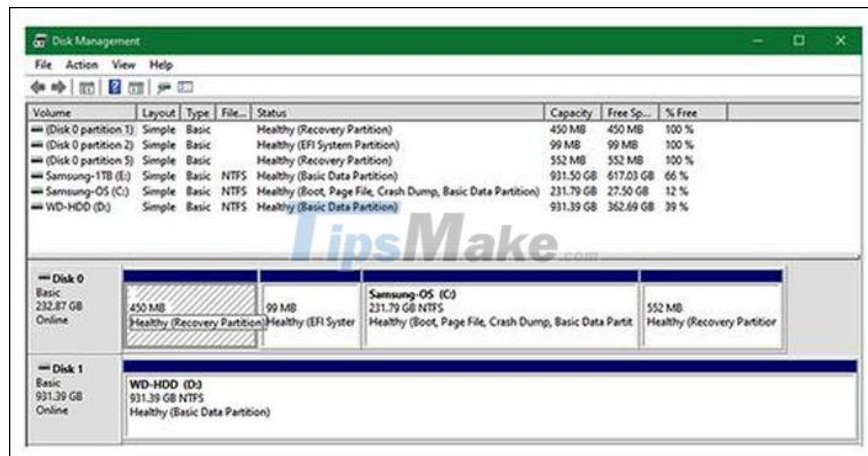 Disk Management
File Action View Help
Volume Layout Type File... Status Capacity Free Sp... % Free
(Disk 0 partition 1) Simple Basic Healthy (Recovery Partition) 450 MB 450 MB 100 %
(Disk 0 partition 2) Simple Basic Healthy (EFI System Partition) 99 MB 99 MB 100 %
(Disk 0 partition 5) Simple Basic Healthy (Recovery Partition) 552 MB 552 MB 100 %
Samsung-1TB (E:) Simple Basic NTFS Healthy (Basic Data Partition) 931.50 GB 617.03 GB 66 %
Samsung-OS (C:) Simple Basic NTFS Healthy (Boot, Page File, Crash Dump, Basic Data Partition) 231.79 GB 27.50 GB 12 %
WD-HDD (D:) Simple Basic NTFS Healthy (Basic Data Partition) 931.39 GB 362.69 GB 39 %
TipsMake.com
Disk 0
Basic
232.87 GB
Online
450 MB
Healthy (Recovery Partition)
99 MB
Healthy (EFI Syster
Samsung-OS (C:)
231.79 GB NTFS
Healthy (Boot, Page File, Crash Dump, Basic Data Partit
552 MB
Healthy (Recovery Partitior
Disk 1
Basic
931.39 GB
Online
WD-HDD (D:)
931.39 GB NTFS
Healthy (Basic Data Partition)